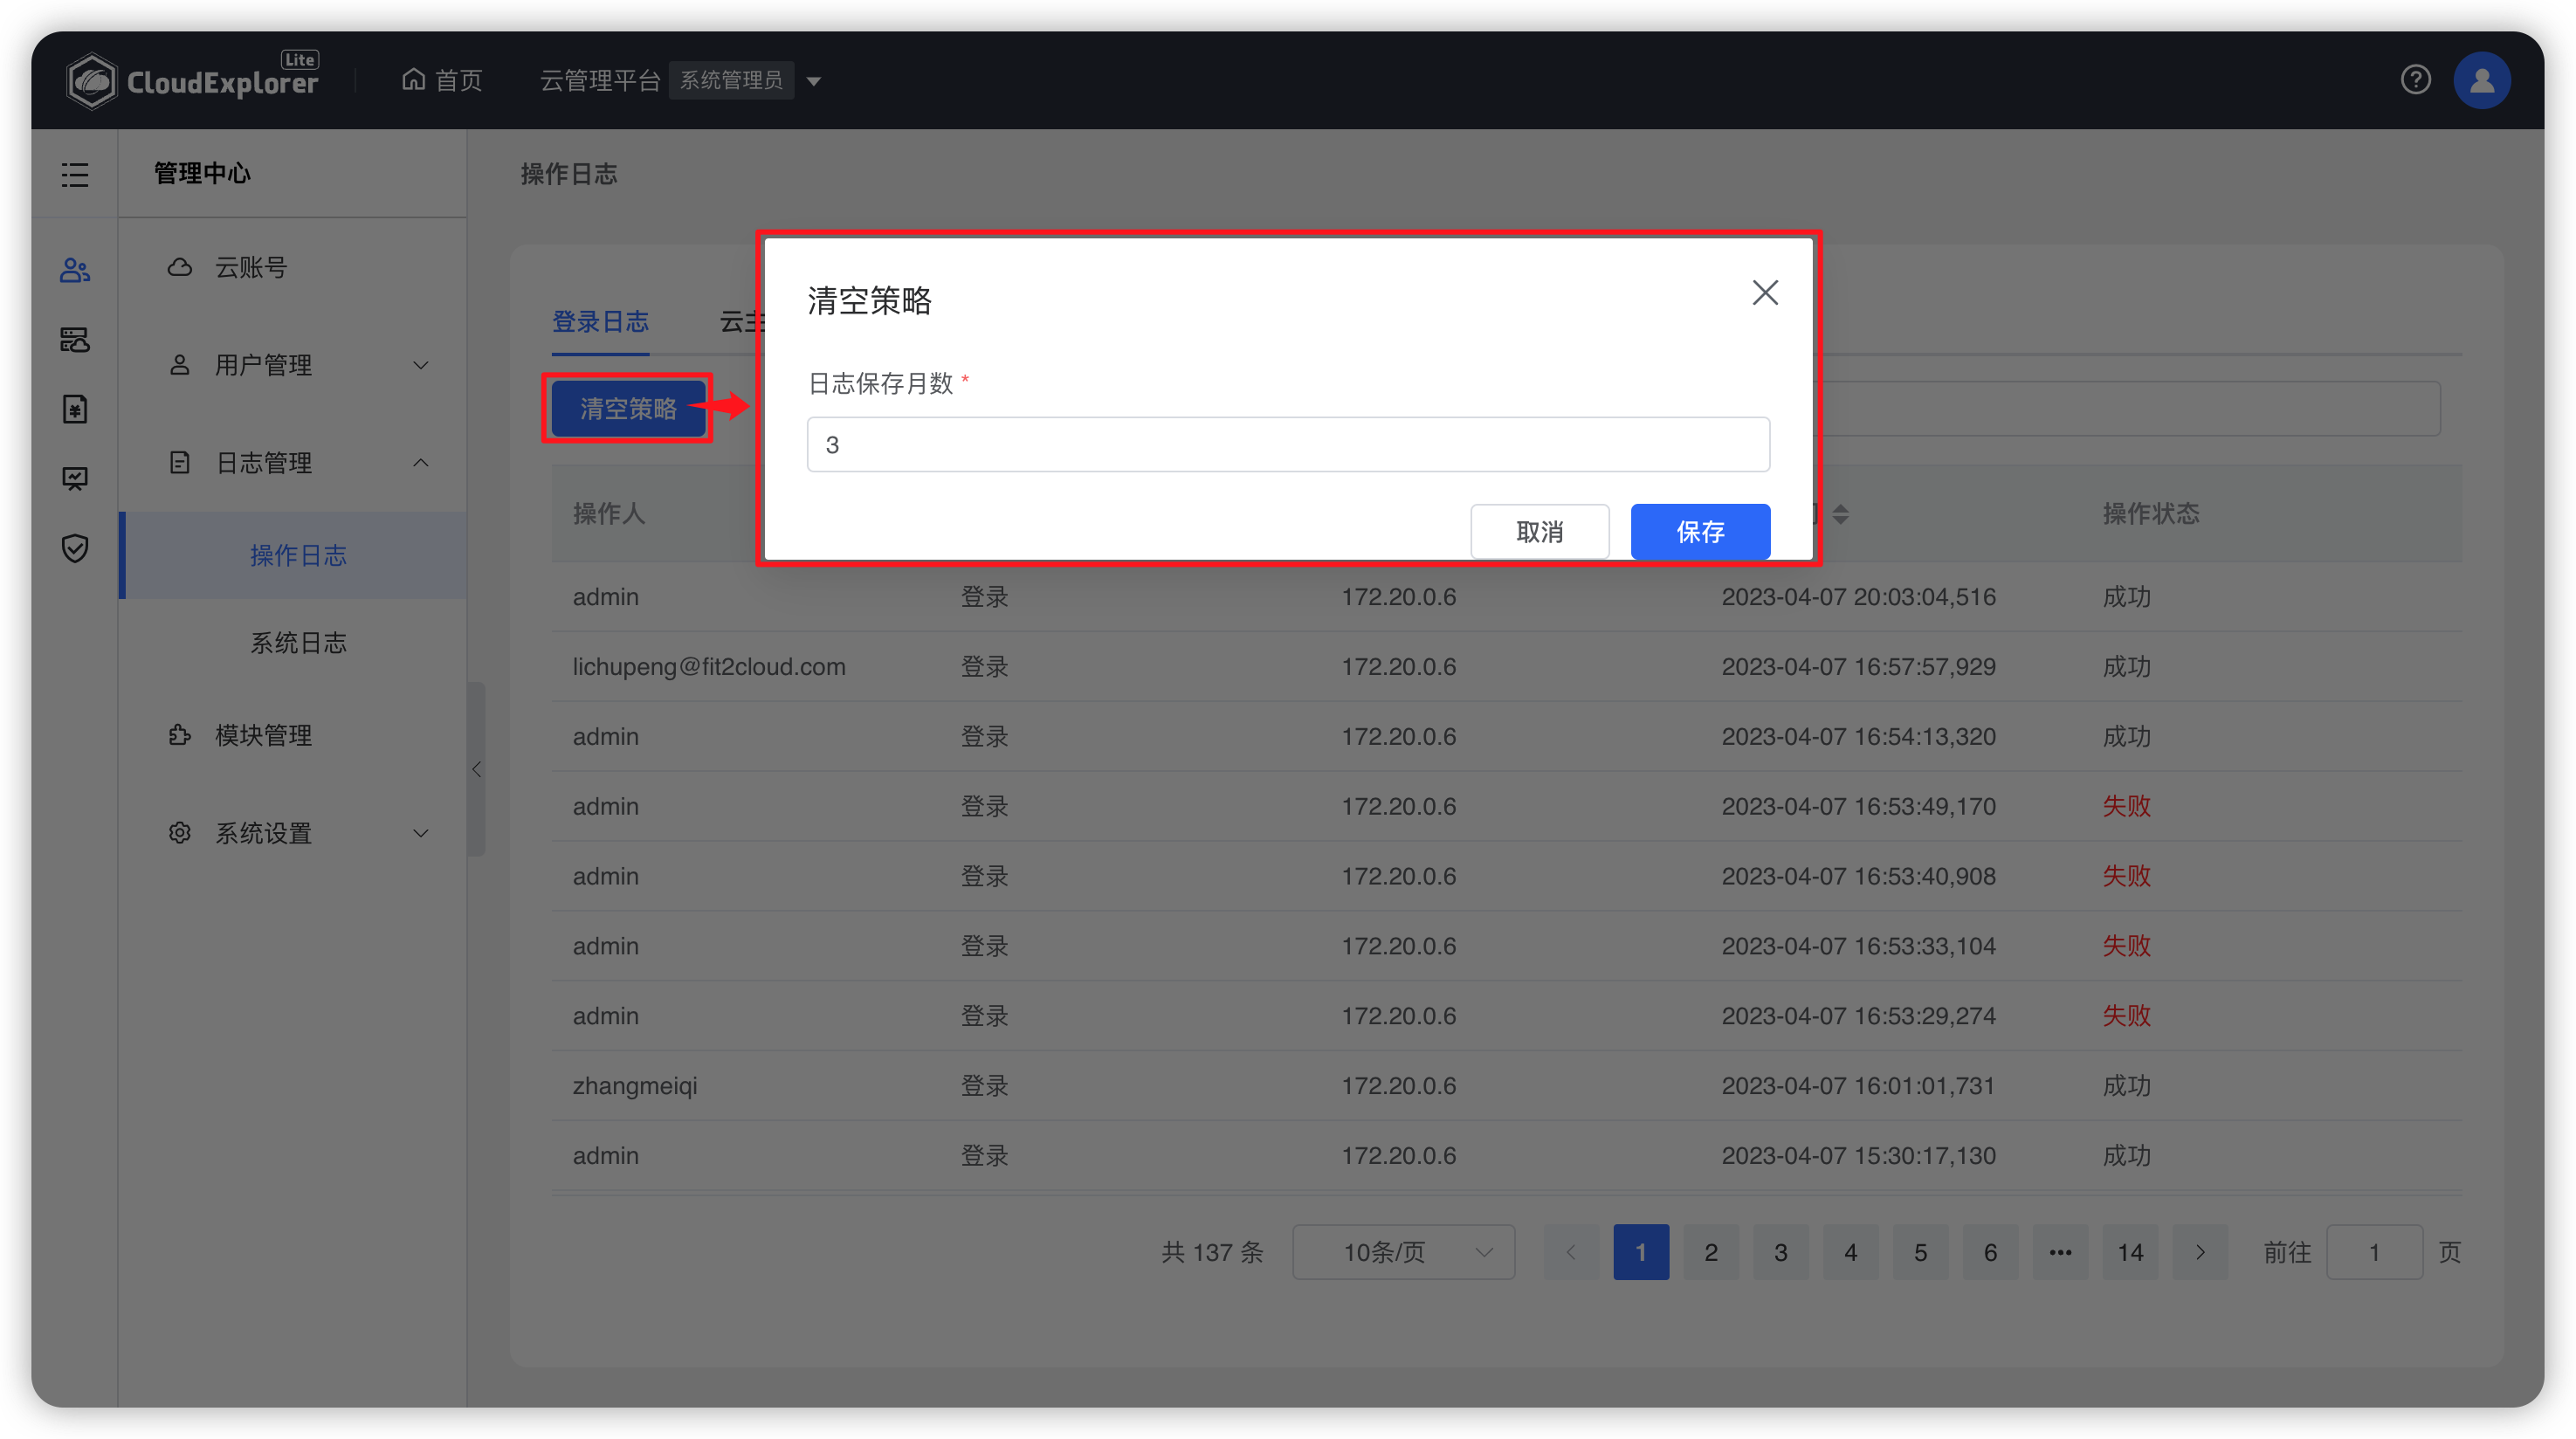 CloudExplorer Lite
首页
云管理平台 系统管理员
管理中心
云账号
用户管理
日志管理
操作日志
系统日志
模块管理
系统设置
操作日志
登录日志 云主
清空策略
清空策略
日志保存月数 *
3
取消 保存
操作人 操作状态
admin 登录 172.20.0.6 2023-04-07 20:03:04,516 成功
lichupeng@fit2cloud.com 登录 172.20.0.6 2023-04-07 16:57:57,929 成功
admin 登录 172.20.0.6 2023-04-07 16:54:13,320 成功
admin 登录 172.20.0.6 2023-04-07 16:53:49,170 失败
admin 登录 172.20.0.6 2023-04-07 16:53:40,908 失败
admin 登录 172.20.0.6 2023-04-07 16:53:33,104 失败
admin 登录 172.20.0.6 2023-04-07 16:53:29,274 失败
zhangmeiqi 登录 172.20.0.6 2023-04-07 16:01:01,731 成功
admin 登录 172.20.0.6 2023-04-07 15:30:17,130 成功
共 137 条 10条/页 1 2 3 4 5 6 ••• 14 前往 1 页